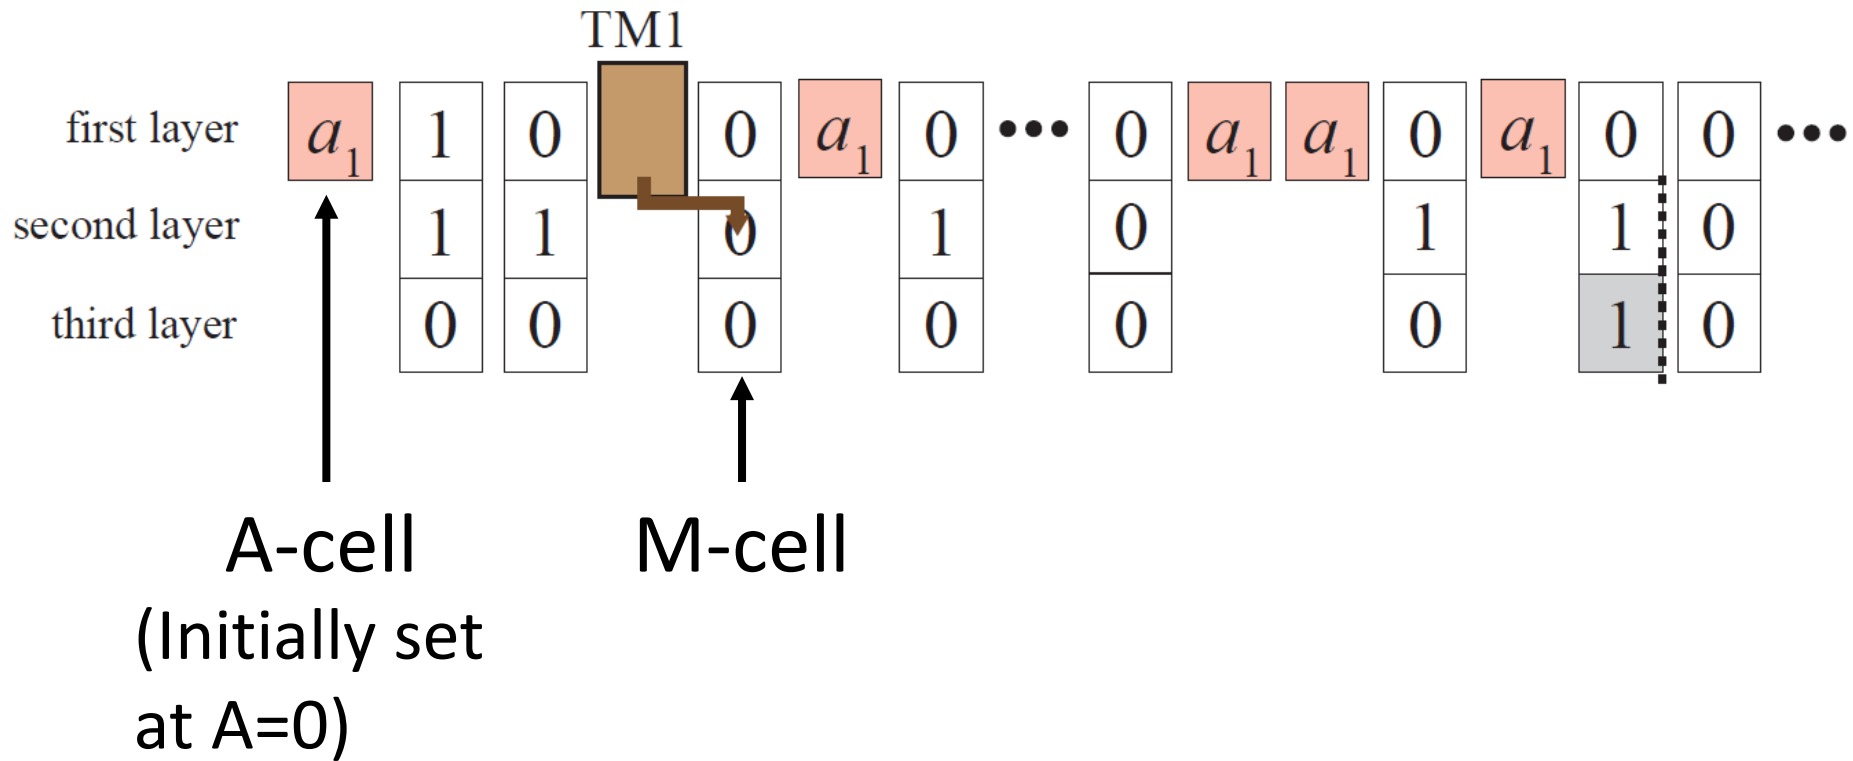 TM1
first layer a1 1 0 0 a1 0 ••• 0 a1 a1 0 a1 0 0 •••
second layer 1 1 0 1 0 1 1 0
third layer 0 0 0 0 0 0 1 0
A-cell M-cell
(Initially set
at A=0)